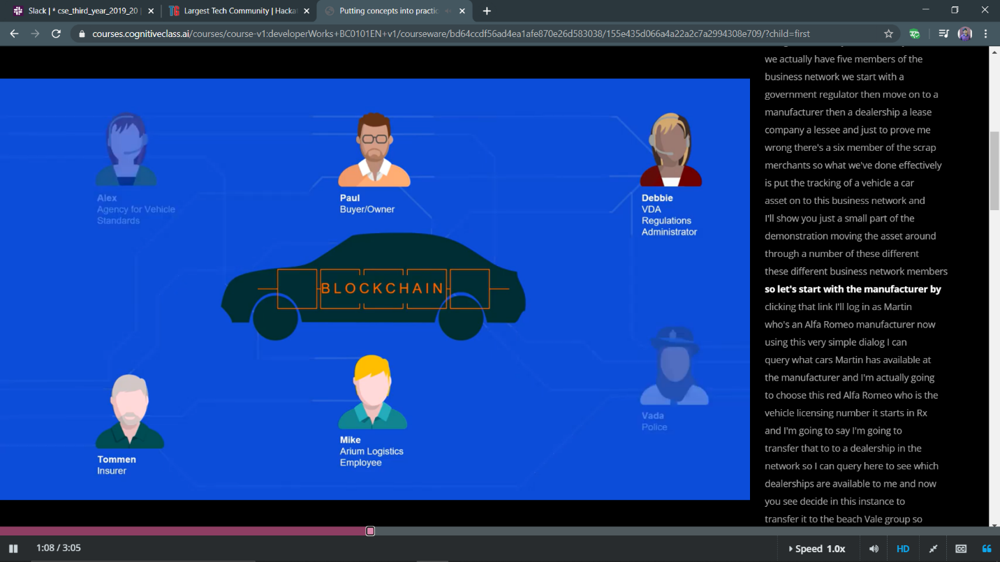 Slack | * cse_third_year_2019_20
Largest Tech Community | Hacka
Putting concepts into practic
courses.cognitiveclass.ai/courses/course-v1:developerWorks+BC0101EN+v1/courseware/bd64ccdf56ad4ea1afe870e26d583038/155e435d066a4a22a2c7a2994308e709/?child=first
Alex
Agency for Vehicle
Standards
Paul
Buyer/Owner
Debbie
VDA
Regulations
Administrator
BLOCKCHAIN
Tommen
Insurer
Mike
Arium Logistics
Employee
Vada
Police
we actually have five members of the
business network we start with a
government regulator then move on to a
manufacturer then a dealership a lease
company a lessee and just to prove me
wrong there's a six member of the scrap
merchants so what we've done effectively
is put the tracking of a vehicle a car
asset on to this business network and
I'll show you just a small part of the
demonstration moving the asset around
through a number of these different
these different business network members
so let's start with the manufacturer by
clicking that link I'll log in as Martin
who's an Alfa Romeo manufacturer now
using this very simple dialog I can
query what cars Martin has available at
the manufacturer and I'm actually going
to choose this red Alfa Romeo who is the
vehicle licensing number it starts in Rx
and I'm going to say I'm going to
transfer that to to a dealership in the
network so I can query here to see which
dealerships are available to me and now
you see decide in this instance to
transfer it to the beach Vale group so
1:08 / 3:05
Speed 1.0x
HD
CC